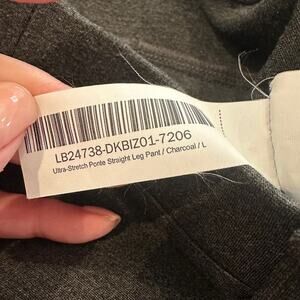 LB24738-DKBIZ01-7206
Ultra-Stretch Ponte Straight Leg Pant / Charcoal / L